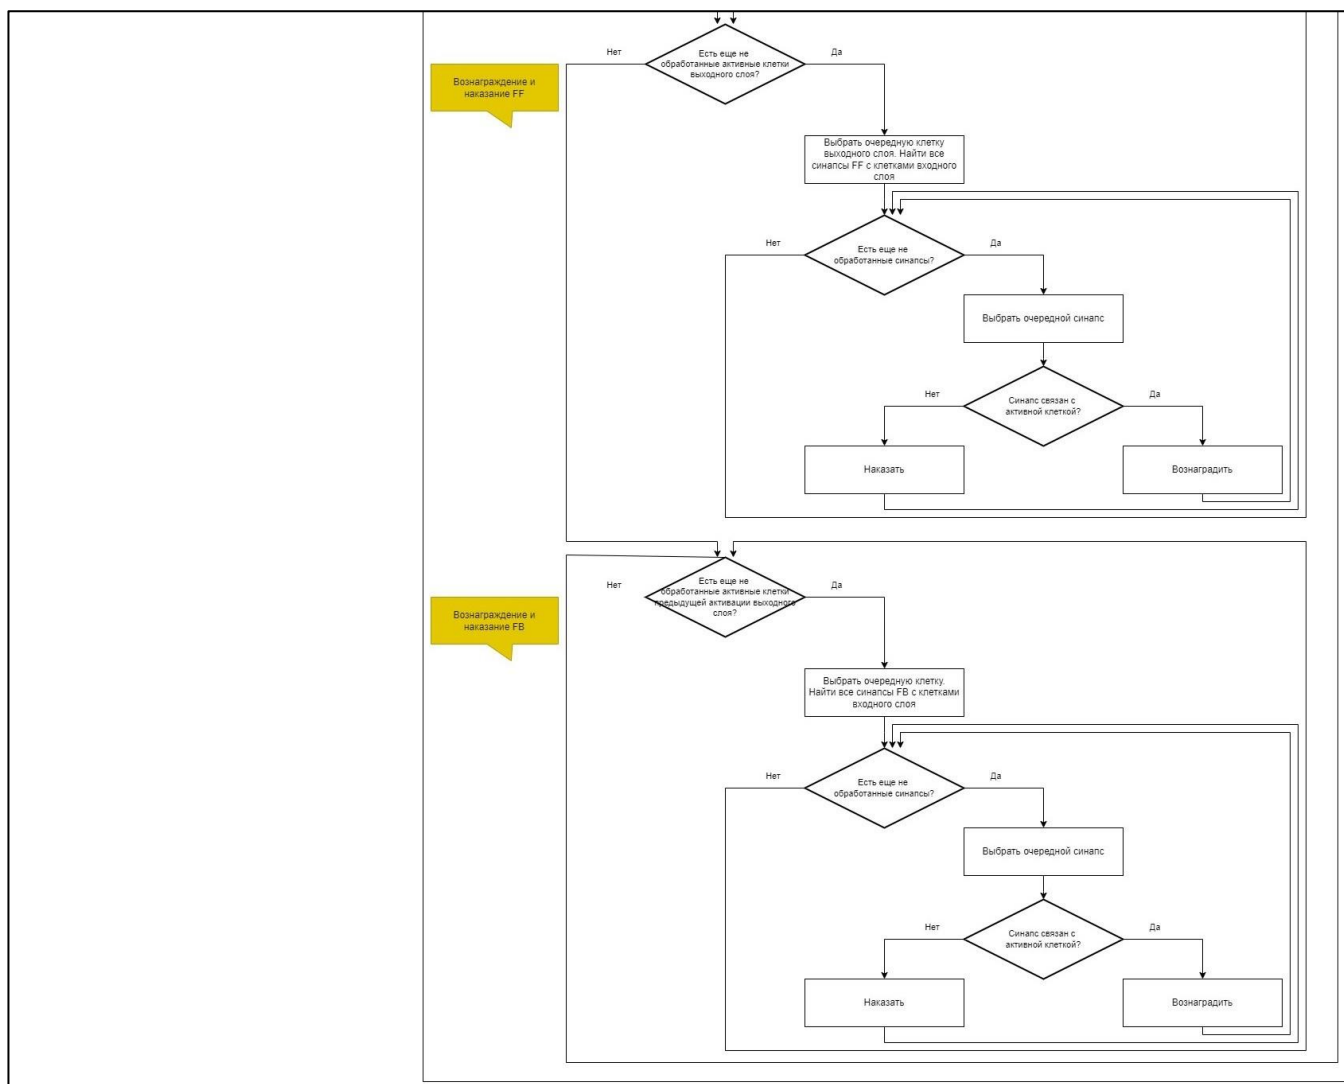 Нет
Да
Есть еще не
обработанные активные клетки
выходного слоя?
Вознаграждение и
наказание FF
Выбрать очередную клетку
выходного слоя. Найти все
синапсы FF с клетками входного
слоя
Нет
Да
Есть еще не
обработанные синапсы?
Выбрать очередной синапс
Нет
Да
Синапс связан с
активной клеткой?
Наказать
Вознаградить
Нет
Да
Есть еще не
обработанные активные клетки
предыдущей активации выходного
слоя?
Вознаграждение и
наказание FB
Выбрать очередную клетку.
Найти все синапсы FB с клетками
входного слоя
Нет
Да
Есть еще не
обработанные синапсы?
Выбрать очередной синапс
Нет
Да
Синапс связан с
активной клеткой?
Наказать
Вознаградить